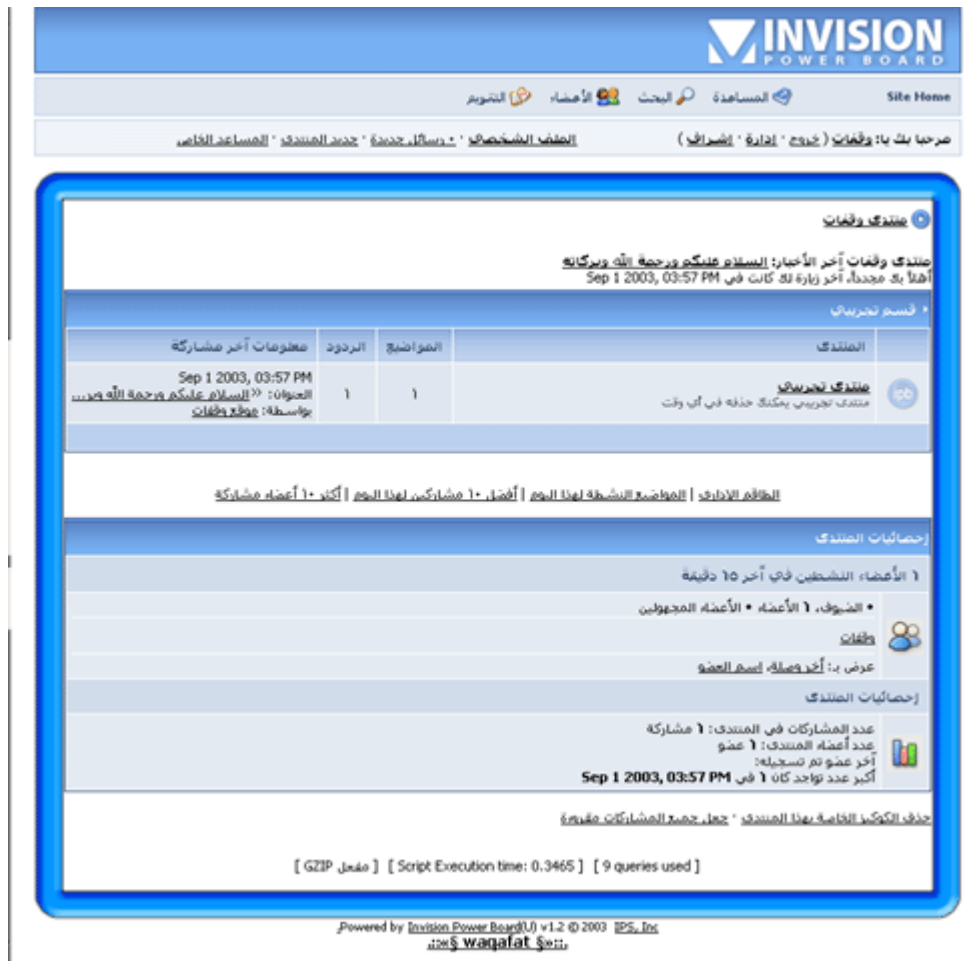 INVISION
POWER BOARD
Site Home المساعدة البحث الأعضاء التقويم
مرحبا بك يا: وقفات ( خروج · إدارة · إشراف ) الملف الشخصي · ٠ رسائل جديدة · جديد المنتدى · المساعد الخاص
منتدى وقفات
منتدى وقفات آخر الأخبار: السلام عليكم ورحمة الله وبركاته
أهلاً بك مجدداً، آخر زيارة لك كانت في Sep 1 2003, 03:57 PM
قسم تجريبي
المنتدى المواضيع الردود معلومات آخر مشاركة
منتدى تجريبي
منتدى تجريبي يمكنك حذفه في أي وقت
١ ١
Sep 1 2003, 03:57 PM
العنوان: «السلام عليكم ورحمة الله وبر...
بواسطة: موقع وقفات
الطاقم الإداري | المواضيع النشطة لهذا اليوم | أفضل ١٠ مشاركين لهذا اليوم | أكثر ١٠ أعضاء مشاركة
إحصائيات المنتدى
١ الأعضاء النشطين في آخر ١٥ دقيقة
٠ الضيوف، ١ الأعضاء ٠ الأعضاء المجهولين
وقفات
عرض بـ: آخر وصلة، اسم العضو
إحصائيات المنتدى
عدد المشاركات في المنتدى: ١ مشاركة
عدد أعضاء المنتدى: ١ عضو
آخر عضو تم تسجيله:
أكبر عدد تواجد كان ١ في Sep 1 2003, 03:57 PM
حذف الكوكيز الخاصة بهذا المنتدى · جعل جميع المشاركات مقروءة
[ GZIP مفعل ] [ Script Execution time: 0.3465 ] [ 9 queries used ]
Powered by Invision Power Board(U) v1.2 © 2003 IPS, Inc.
.::»§ waqafat §»::.